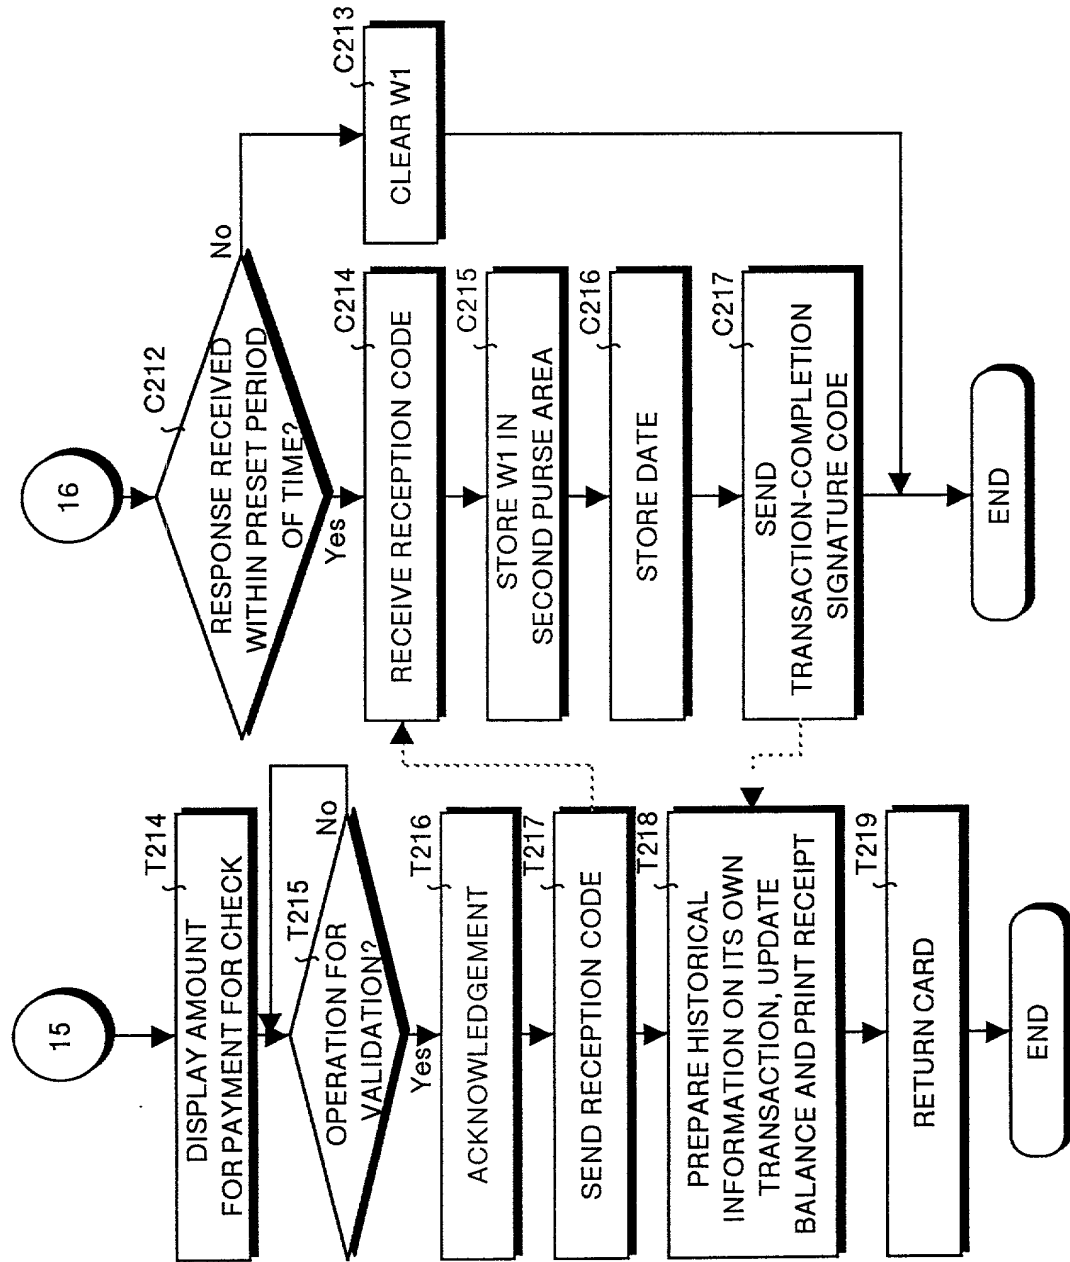 15
T214
DISPLAY AMOUNT
FOR PAYMENT FOR CHECK
T215
OPERATION FOR
VALIDATION?
No
Yes
T216
ACKNOWLEDGEMENT
T217
SEND RECEPTION CODE
T218
PREPARE HISTORICAL
INFORMATION ON ITS OWN
TRANSACTION, UPDATE
BALANCE AND PRINT RECEIPT
T219
RETURN CARD
END
16
C212
RESPONSE RECEIVED
WITHIN PRESET PERIOD
OF TIME?
No
Yes
C213
CLEAR W1
C214
RECEIVE RECEPTION CODE
C215
STORE W1 IN
SECOND PURSE AREA
C216
STORE DATE
C217
SEND
TRANSACTION-COMPLETION
SIGNATURE CODE
END